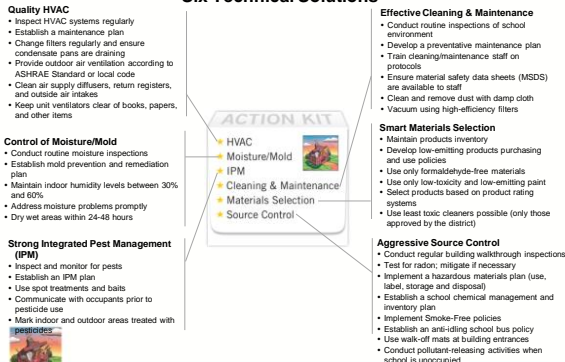 Six Technical Solutions
Quality HVAC
• Inspect HVAC systems regularly
• Establish a maintenance plan
• Change filters regularly and ensure
condensate pans are draining
• Provide outdoor air ventilation according to
ASHRAE Standard or local code
• Clean air supply diffusers, return registers,
and outside air intakes
• Keep unit ventilators clear of books, papers,
and other items
Control of Moisture/Mold
• Conduct routine moisture inspections
• Establish mold prevention and remediation
plan
• Maintain indoor humidity levels between 30%
and 60%
• Address moisture problems promptly
• Dry wet areas within 24-48 hours
Strong Integrated Pest Management
(IPM)
• Inspect and monitor for pests
• Establish an IPM plan
• Use spot treatments and baits
• Communicate with occupants prior to
pesticide use
• Mark indoor and outdoor areas treated with
pesticides
ACTION KIT
HVAC
Moisture/Mold
IPM
Cleaning & Maintenance
Materials Selection
Source Control
Effective Cleaning & Maintenance
• Conduct routine inspections of school
environment
• Develop a preventative maintenance plan
• Train cleaning/maintenance staff on
protocols
• Ensure material safety data sheets (MSDS)
are available to staff
• Clean and remove dust with damp cloth
• Vacuum using high-efficiency filters
Smart Materials Selection
• Maintain products inventory
• Develop low-emitting products purchasing
and use policies
• Use only formaldehyde-free materials
• Use only low-toxicity and low-emitting paint
• Select products based on product rating
systems
• Use least toxic cleaners possible (only those
approved by the district)
Aggressive Source Control
• Conduct regular building walkthrough inspections
• Test for radon; mitigate if necessary
• Implement a hazardous materials plan (use,
label, storage and disposal)
• Establish a school chemical management and
inventory plan
• Implement Smoke-Free policies
• Establish an anti-idling school bus policy
• Use walk-off mats at building entrances
• Conduct pollutant-releasing activities when
school is unoccupied